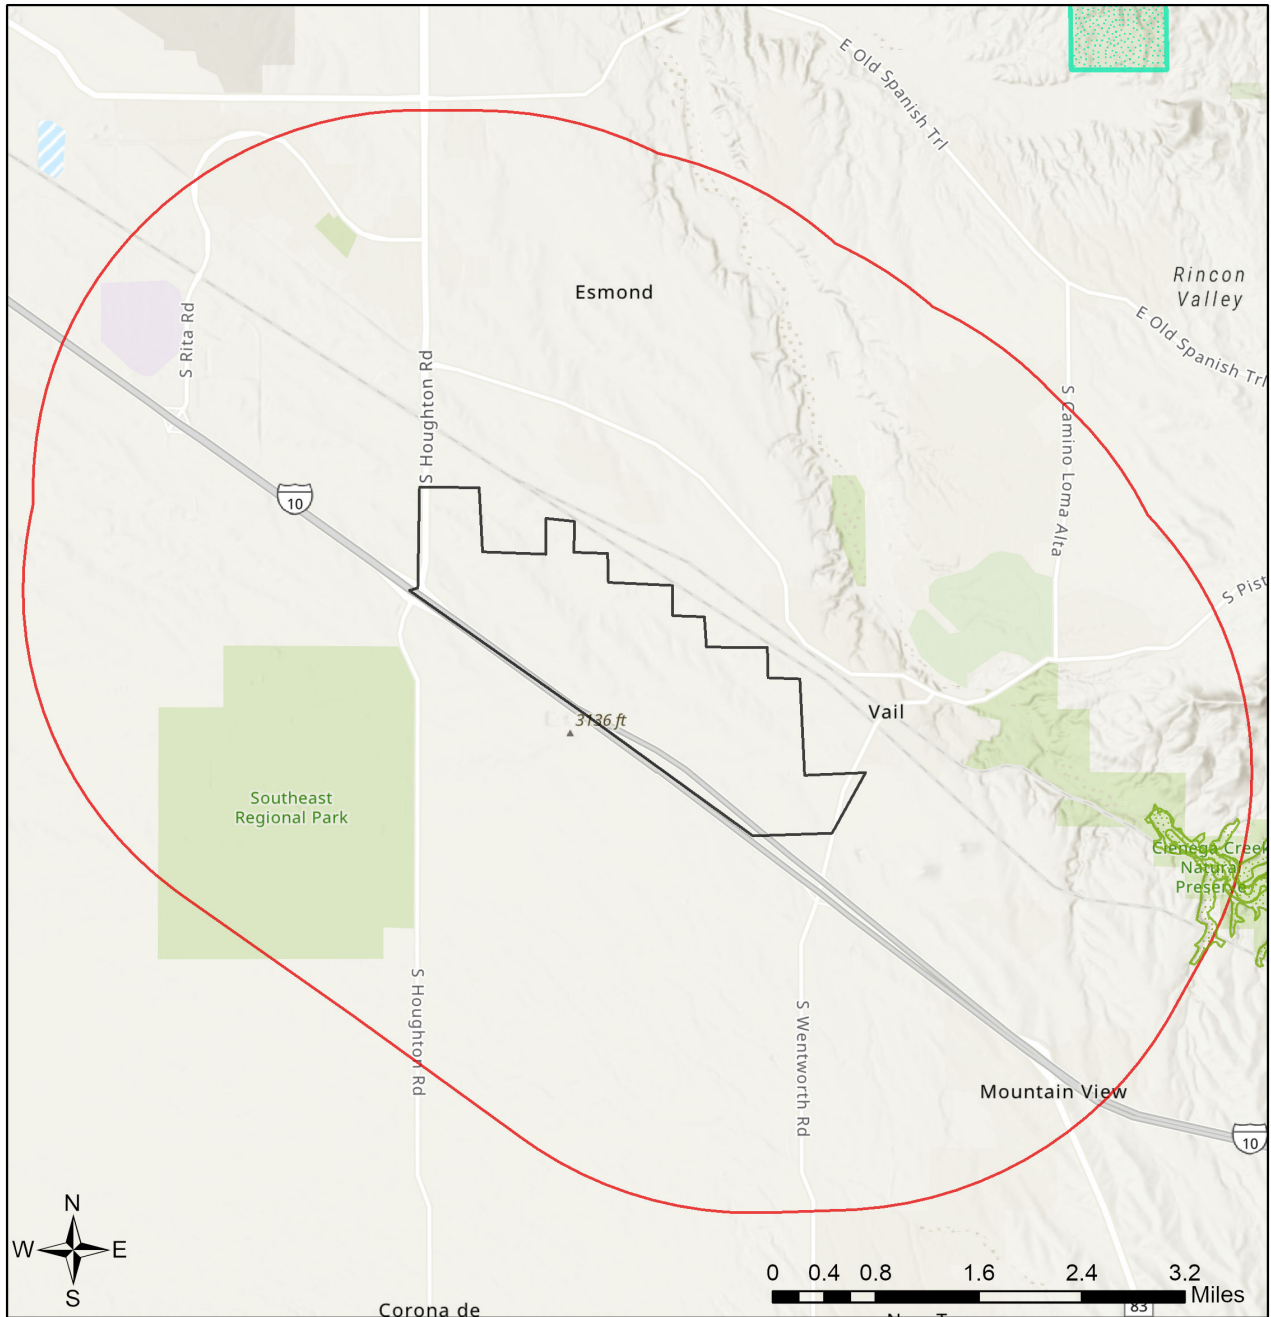 E Old Spanish Trl
Rincon
Valley
Esmond
E Old Spanish Trl
S Rita Rd
S Houghton Rd
S Camino Loma Alta
10
S Pist
Vail
3136 ft
Southeast
Regional Park
Cienega Creek
Natural
Preserve
S Houghton Rd
S Wentworth Rd
Mountain View
10
N
W E
S
0 0.4 0.8 1.6 2.4 3.2
Miles
83
Corona de